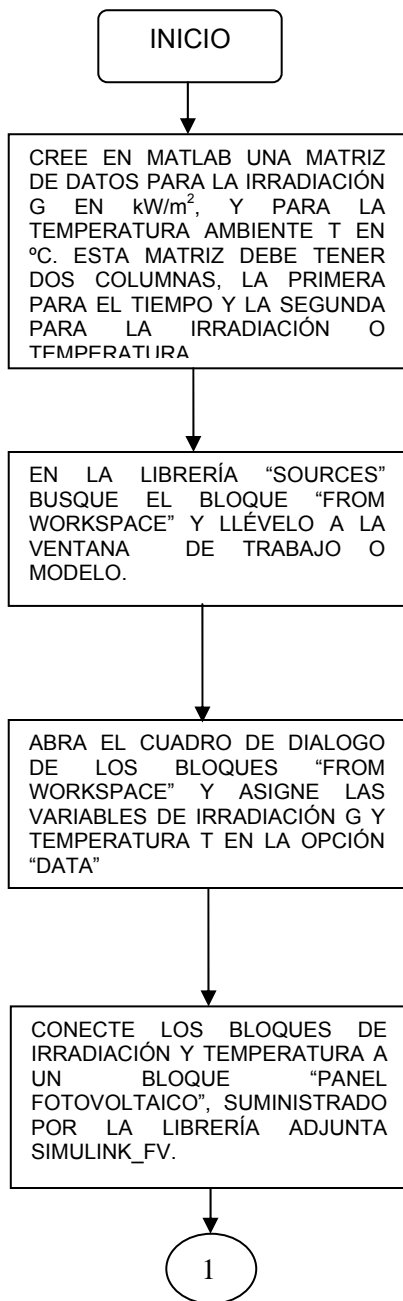 INICIO
CREE EN MATLAB UNA MATRIZ
DE DATOS PARA LA IRRADIACIÓN
G EN kW/m², Y PARA LA
TEMPERATURA AMBIENTE T EN
ºC. ESTA MATRIZ DEBE TENER
DOS COLUMNAS, LA PRIMERA
PARA EL TIEMPO Y LA SEGUNDA
PARA LA IRRADIACIÓN O
TEMPERATURA
EN LA LIBRERÍA “SOURCES”
BUSQUE EL BLOQUE “FROM
WORKSPACE” Y LLÉVELO A LA
VENTANA DE TRABAJO O
MODELO.
ABRA EL CUADRO DE DIALOGO
DE LOS BLOQUES “FROM
WORKSPACE” Y ASIGNE LAS
VARIABLES DE IRRADIACIÓN G Y
TEMPERATURA T EN LA OPCIÓN
“DATA”
CONECTE LOS BLOQUES DE
IRRADIACIÓN Y TEMPERATURA A
UN BLOQUE “PANEL
FOTOVOLTAICO”, SUMINISTRADO
POR LA LIBRERÍA ADJUNTA
SIMULINK_FV.
1